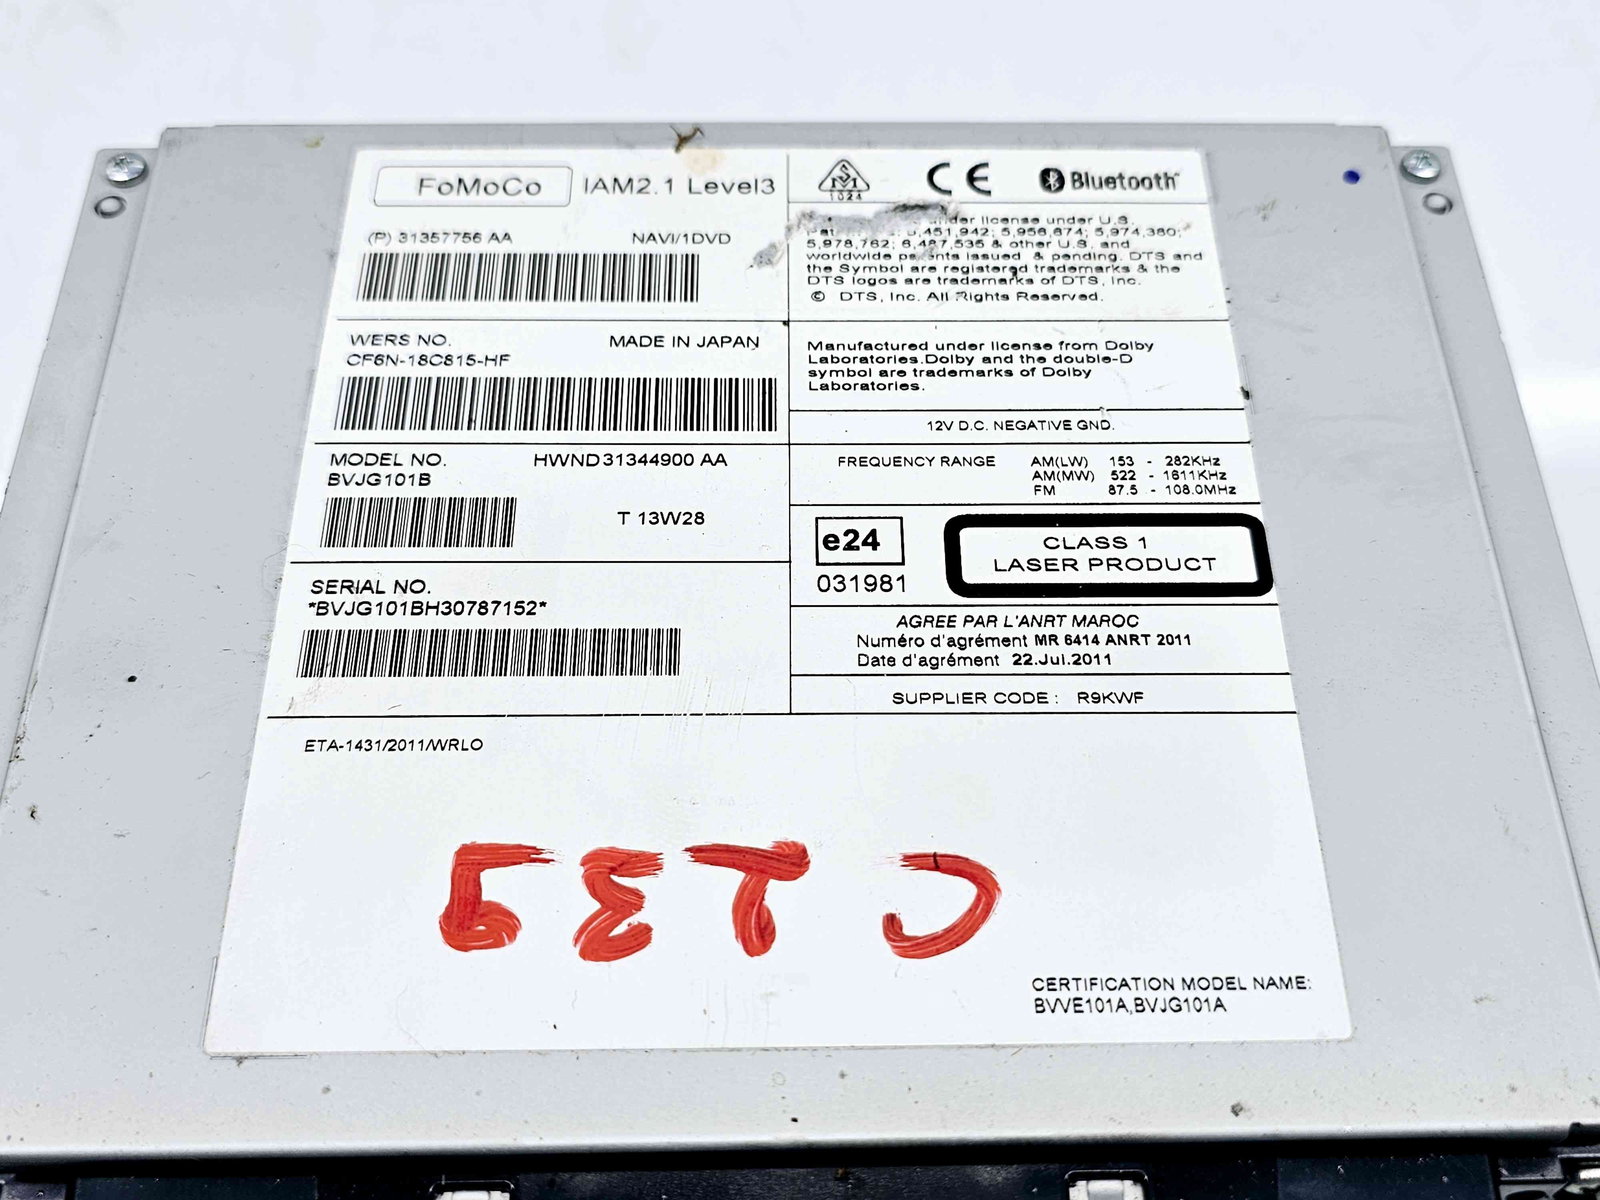 FoMoCo IAM2.1 Level3
(P) 31357756 AA NAVI/1DVD
WERS NO. MADE IN JAPAN
CF6N-18C815-HF
MODEL NO. HWND31344900 AA
BVJG101B
T 13W28
SERIAL NO.
*BVJG101BH30787152*
S
M
1024
CE Bluetooth
license under U.S.
5,451,942; 5,956,674; 5,974,380;
5,978,762; 6,487,535 & other U.S. and
worldwide patents issued & pending. DTS and
the Symbol are registered trademarks & the
DTS logos are trademarks of DTS, Inc.
© DTS, Inc. All Rights Reserved.
Manufactured under license from Dolby
Laboratories.Dolby and the double-D
symbol are trademarks of Dolby
Laboratories.
12V D.C. NEGATIVE GND.
FREQUENCY RANGE AM(LW) 153 - 282KHz
AM(MW) 522 - 1611KHz
FM 87.5 - 108.0MHz
e24
031981
CLASS 1
LASER PRODUCT
AGREE PAR L'ANRT MAROC
Numéro d'agrément MR 6414 ANRT 2011
Date d'agrément 22.Jul.2011
SUPPLIER CODE : R9KWF
ETA-1431/2011/WRLO
CERTIFICATION MODEL NAME:
BVVE101A,BVJG101A